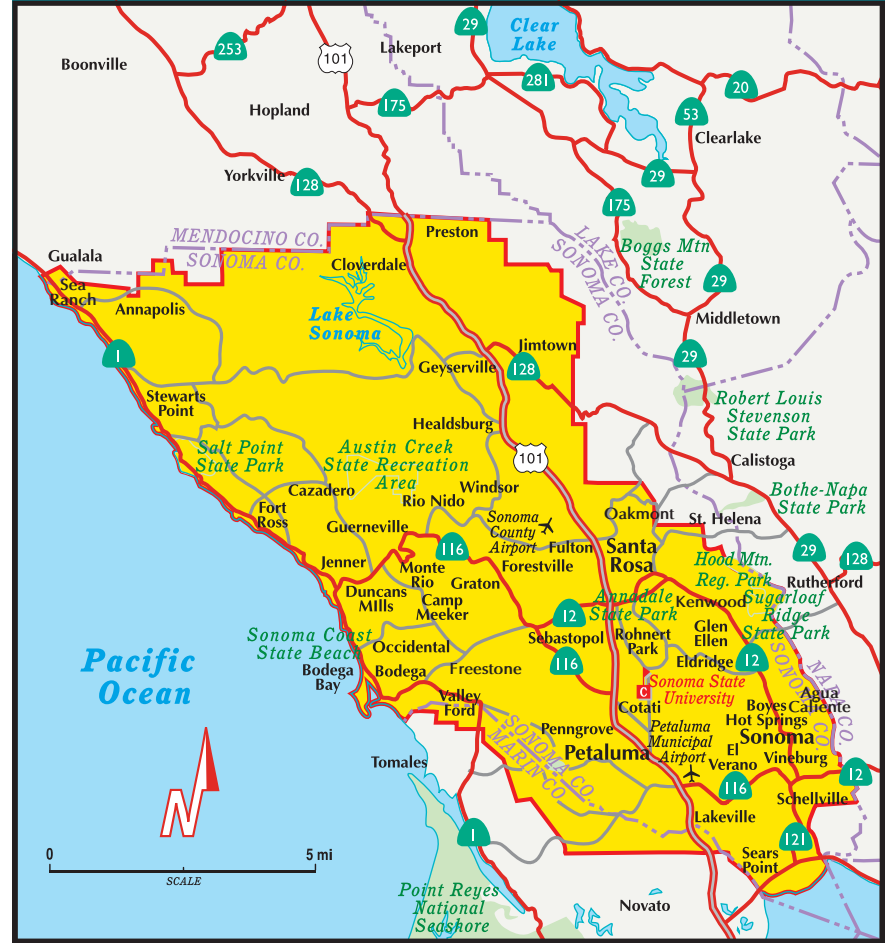 29
Clear
Lake
253
101
Lakeport
Boonville
281
20
175
Hopland
53
Clearlake
Yorkville
128
29
175
Preston
MENDOCINO CO.
SONOMA CO.
LAKE CO.
SONOMA CO.
Boggs Mtn
State
Forest
Gualala
Cloverdale
29
Sea
Ranch
Annapolis
Lake
Sonoma
Middletown
1
Jimtown
29
Geyserville
128
Stewarts
Point
Robert Louis
Stevenson
State Park
Healdsburg
Salt Point
State Park
Austin Creek
State Recreation
Area
101
Calistoga
Cazadero
Rio Nido
Windsor
Bothe-Napa
State Park
Fort
Ross
Guerneville
Sonoma
County
Airport
Oakmont
St. Helena
116
Fulton
Santa
Rosa
29
128
Jenner
Monte
Rio
Forestville
Hood Mtn.
Reg. Park
Rutherford
Duncans
MIlls
Graton
Camp
Meeker
12
Annadale
State Park
Kenwood
Sugarloaf
Ridge
State Park
Sonoma Coast
State Beach
Occidental
Sebastopol
Rohnert
Park
Glen
Ellen
Pacific
Ocean
Bodega
Bay
Bodega
Freestone
116
Eldridge
12
NAPA CO.
SONOMA CO.
C
Sonoma State
University
Valley
Ford
Cotati
Agua
Caliente
Boyes
Hot Springs
SONOMA CO.
MARIN CO
Penngrove
Petaluma
Petaluma
Municipal
Airport
Sonoma
El
Verano
Vineburg
Tomales
12
116
Schellville
N
Lakeville
1
121
0
5 mi
SCALE
Sears
Point
Point Reyes
National
Seashore
Novato